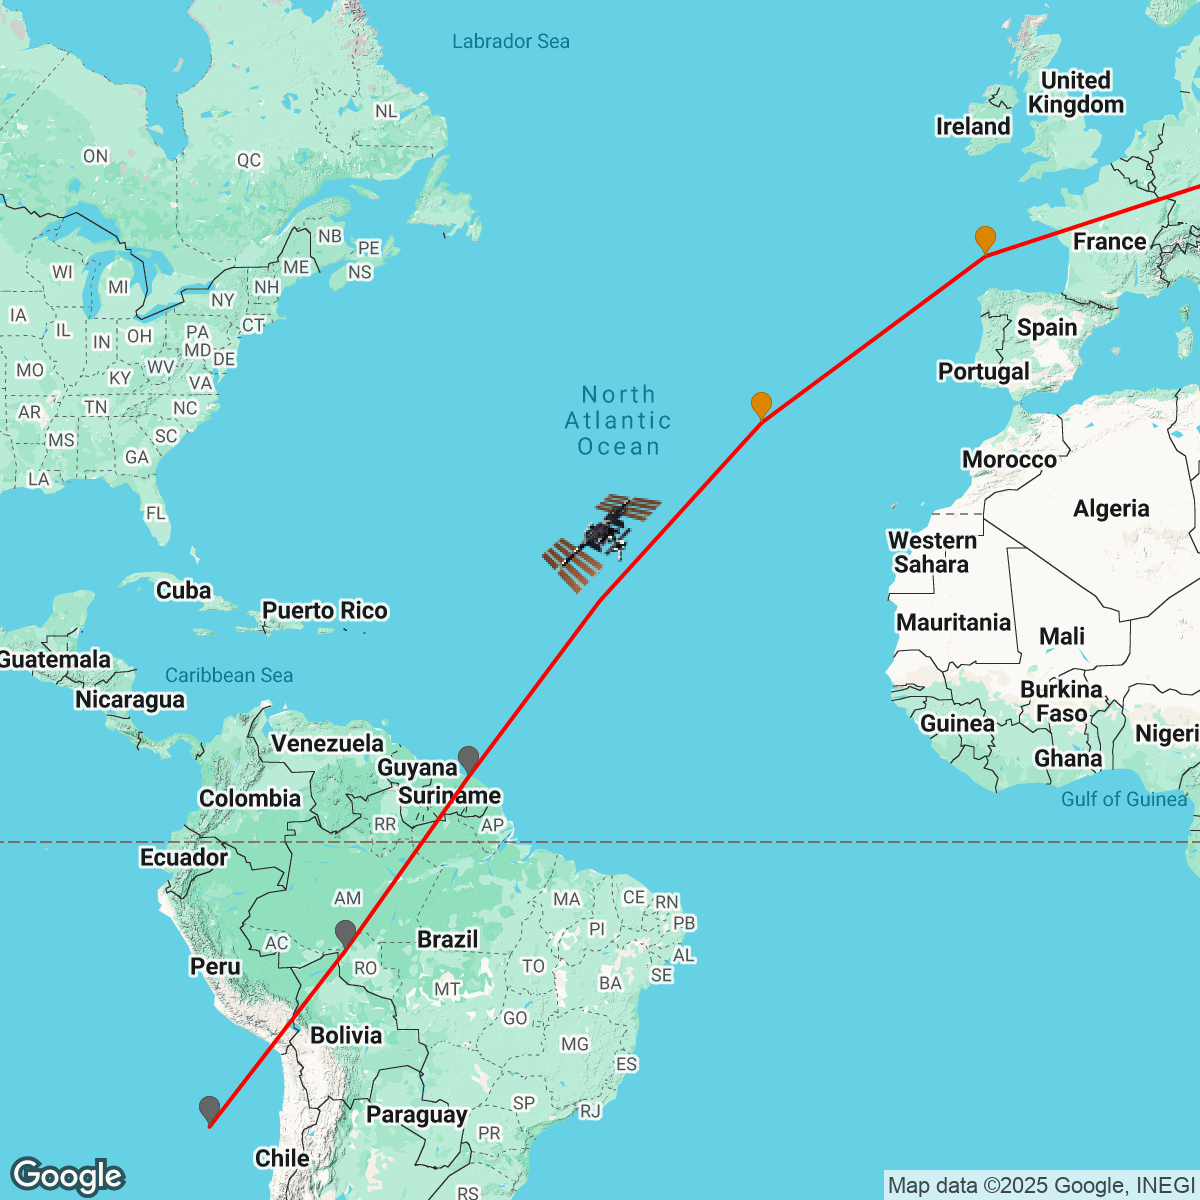 Labrador Sea
United
Kingdom
Ireland
NL
ON
QC
NB
PE
ME
NS
WI
MI
NH
NY
IA
IL
IN
OH
PA
CT
MD
DE
MO
WV
KY
VA
AR
TN
NC
MS
SC
GA
LA
FL
France
Spain
Portugal
North
Atlantic
Ocean
Morocco
Algeria
Western
Sahara
Mauritania
Mali
Burkina
Faso
Guinea
Ghana
Nigeri
Gulf of Guinea
Cuba
Puerto Rico
Guatemala
Caribbean Sea
Nicaragua
Venezuela
Guyana
Suriname
Colombia
RR
AP
Ecuador
AM
MA
CE
RN
PB
PI
AC
Brazil
AL
Peru
RO
TO
SE
MT
BA
GO
Bolivia
MG
ES
SP
RJ
Paraguay
PR
Chile
RS
Google
Map data ©2025 Google, INEGI